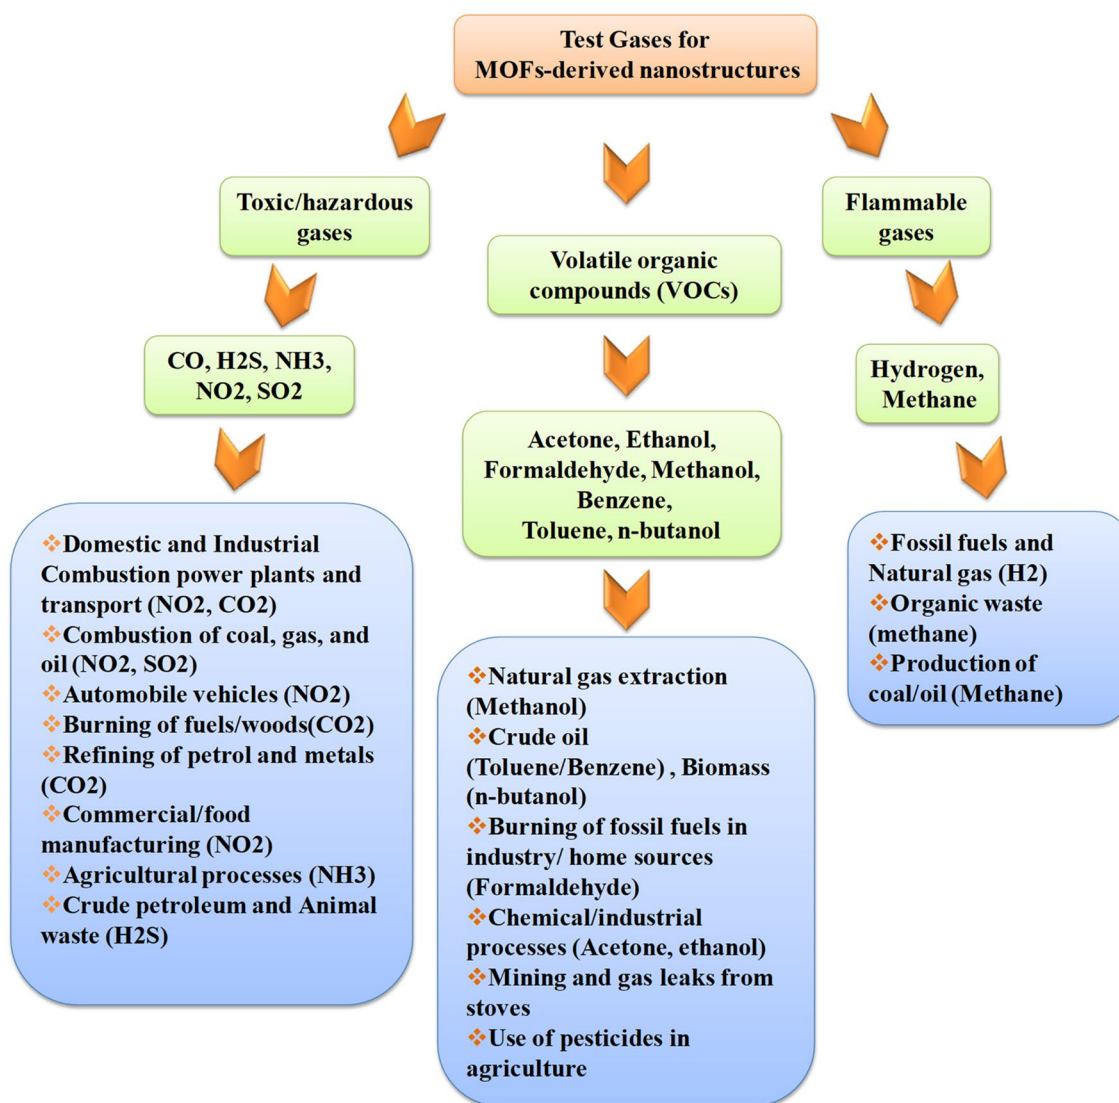 Test Gases for
MOFs-derived nanostructures
Toxic/hazardous
gases
Volatile organic
compounds (VOCs)
Flammable
gases
CO, H2S, NH3,
NO2, SO2
Acetone, Ethanol,
Formaldehyde, Methanol,
Benzene,
Toluene, n-butanol
Hydrogen,
Methane
❖Domestic and Industrial
Combustion power plants and
transport (NO2, CO2)
❖Combustion of coal, gas, and
oil (NO2, SO2)
❖Automobile vehicles (NO2)
❖Burning of fuels/woods(CO2)
❖Refining of petrol and metals
(CO2)
❖Commercial/food
manufacturing (NO2)
❖Agricultural processes (NH3)
❖Crude petroleum and Animal
waste (H2S)
❖Natural gas extraction
(Methanol)
❖Crude oil
(Toluene/Benzene) , Biomass
(n-butanol)
❖Burning of fossil fuels in
industry/ home sources
(Formaldehyde)
❖Chemical/industrial
processes (Acetone, ethanol)
❖Mining and gas leaks from
stoves
❖Use of pesticides in
agriculture
❖Fossil fuels and
Natural gas (H2)
❖Organic waste
(methane)
❖Production of
coal/oil (Methane)